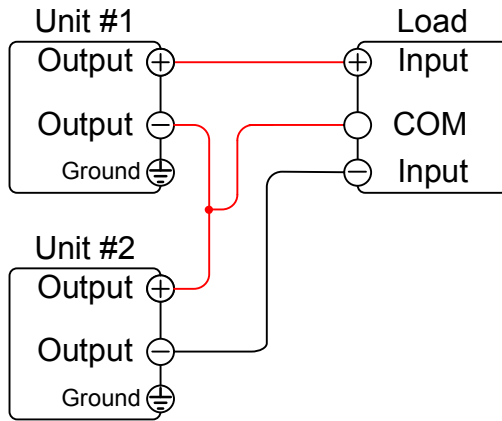 Unit #1
Output +
Output −
Ground
Load
+ Input
COM
− Input
Unit #2
Output +
Output −
Ground